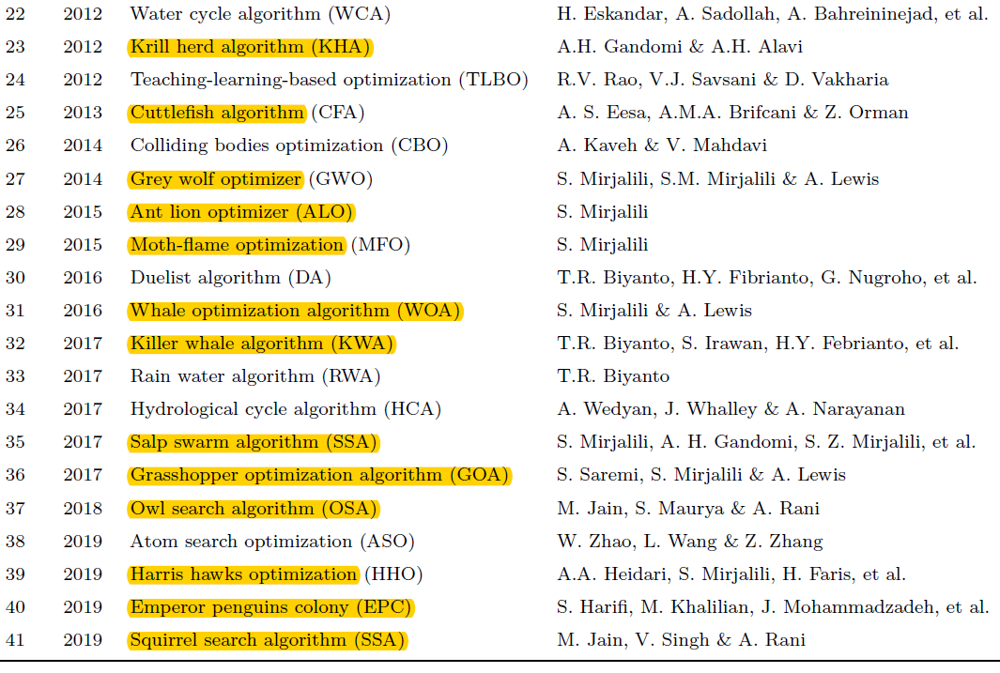 22 2012 Water cycle algorithm (WCA) H. Eskandar, A. Sadollah, A. Bahreininejad, et al.
23 2012 Krill herd algorithm (KHA) A.H. Gandomi & A.H. Alavi
24 2012 Teaching-learning-based optimization (TLBO) R.V. Rao, V.J. Savsani & D. Vakharia
25 2013 Cuttlefish algorithm (CFA) A. S. Eesa, A.M.A. Brifcani & Z. Orman
26 2014 Colliding bodies optimization (CBO) A. Kaveh & V. Mahdavi
27 2014 Grey wolf optimizer (GWO) S. Mirjalili, S.M. Mirjalili & A. Lewis
28 2015 Ant lion optimizer (ALO) S. Mirjalili
29 2015 Moth-flame optimization (MFO) S. Mirjalili
30 2016 Duelist algorithm (DA) T.R. Biyanto, H.Y. Fibrianto, G. Nugroho, et al.
31 2016 Whale optimization algorithm (WOA) S. Mirjalili & A. Lewis
32 2017 Killer whale algorithm (KWA) T.R. Biyanto, S. Irawan, H.Y. Febrianto, et al.
33 2017 Rain water algorithm (RWA) T.R. Biyanto
34 2017 Hydrological cycle algorithm (HCA) A. Wedyan, J. Whalley & A. Narayanan
35 2017 Salp swarm algorithm (SSA) S. Mirjalili, A. H. Gandomi, S. Z. Mirjalili, et al.
36 2017 Grasshopper optimization algorithm (GOA) S. Saremi, S. Mirjalili & A. Lewis
37 2018 Owl search algorithm (OSA) M. Jain, S. Maurya & A. Rani
38 2019 Atom search optimization (ASO) W. Zhao, L. Wang & Z. Zhang
39 2019 Harris hawks optimization (HHO) A.A. Heidari, S. Mirjalili, H. Faris, et al.
40 2019 Emperor penguins colony (EPC) S. Harifi, M. Khalilian, J. Mohammadzadeh, et al.
41 2019 Squirrel search algorithm (SSA) M. Jain, V. Singh & A. Rani